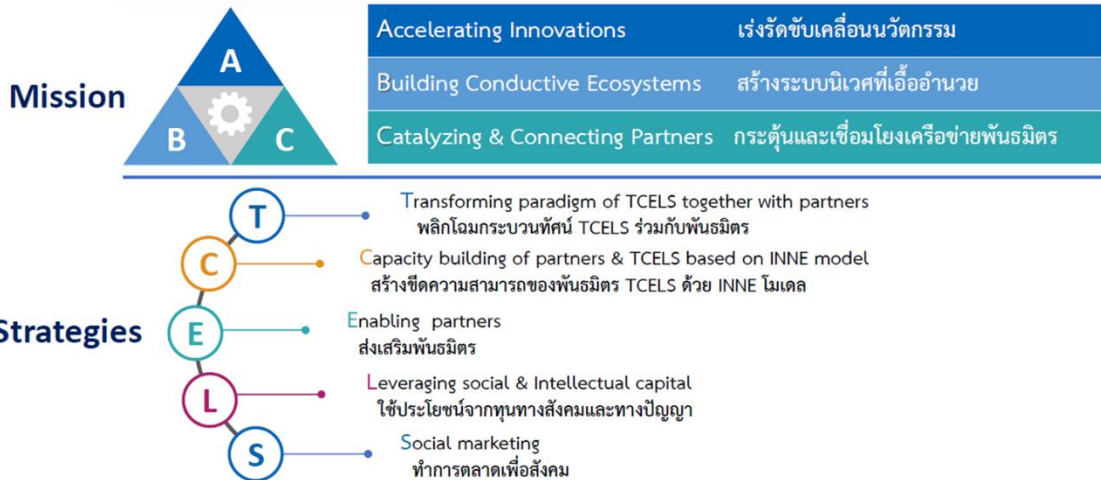 Mission
A
B
C
Accelerating Innovations เร่งรัดขับเคลื่อนนวัตกรรม
Building Conductive Ecosystems สร้างระบบนิเวศที่เอื้ออำนวย
Catalyzing & Connecting Partners กระตุ้นและเชื่อมโยงเครือข่ายพันธมิตร
Strategies
T
Transforming paradigm of TCELS together with partners
พลิกโฉมกระบวนทัศน์ TCELS ร่วมกับพันธมิตร
C
Capacity building of partners & TCELS based on INNE model
สร้างขีดความสามารถของพันธมิตร TCELS ด้วย INNE โมเดล
E
Enabling partners
ส่งเสริมพันธมิตร
L
Leveraging social & Intellectual capital
ใช้ประโยชน์จากทุนทางสังคมและทางปัญญา
S
Social marketing
ทำการตลาดเพื่อสังคม